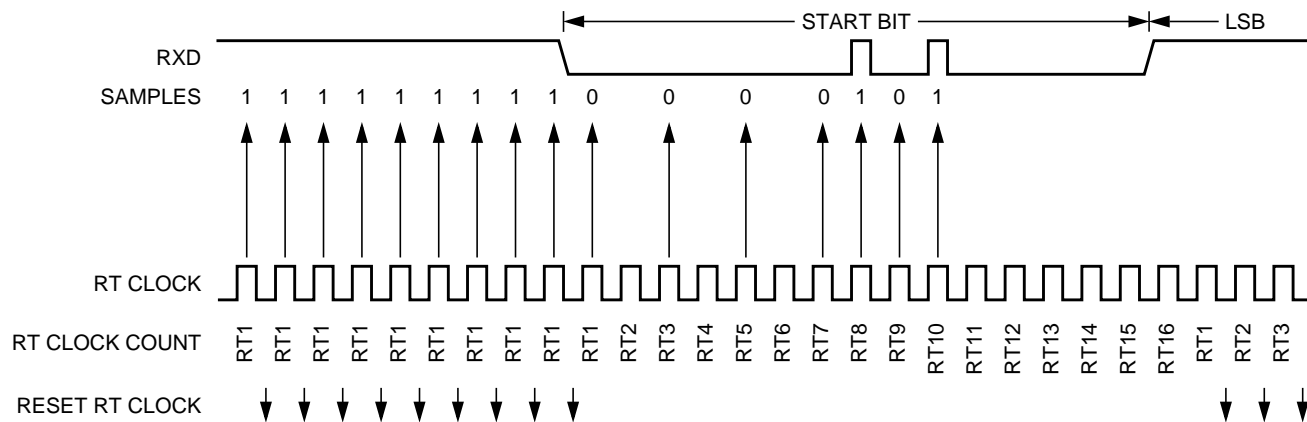 START BIT LSB
RXD
SAMPLES 1 1 1 1 1 1 1 1 1 0 0 0 0 1 0 1
RT CLOCK
RT CLOCK COUNT RT1 RT1 RT1 RT1 RT1 RT1 RT1 RT1 RT1 RT1 RT2 RT3 RT4 RT5 RT6 RT7 RT8 RT9 RT10 RT11 RT12 RT13 RT14 RT15 RT16 RT1 RT2 RT3
RESET RT CLOCK